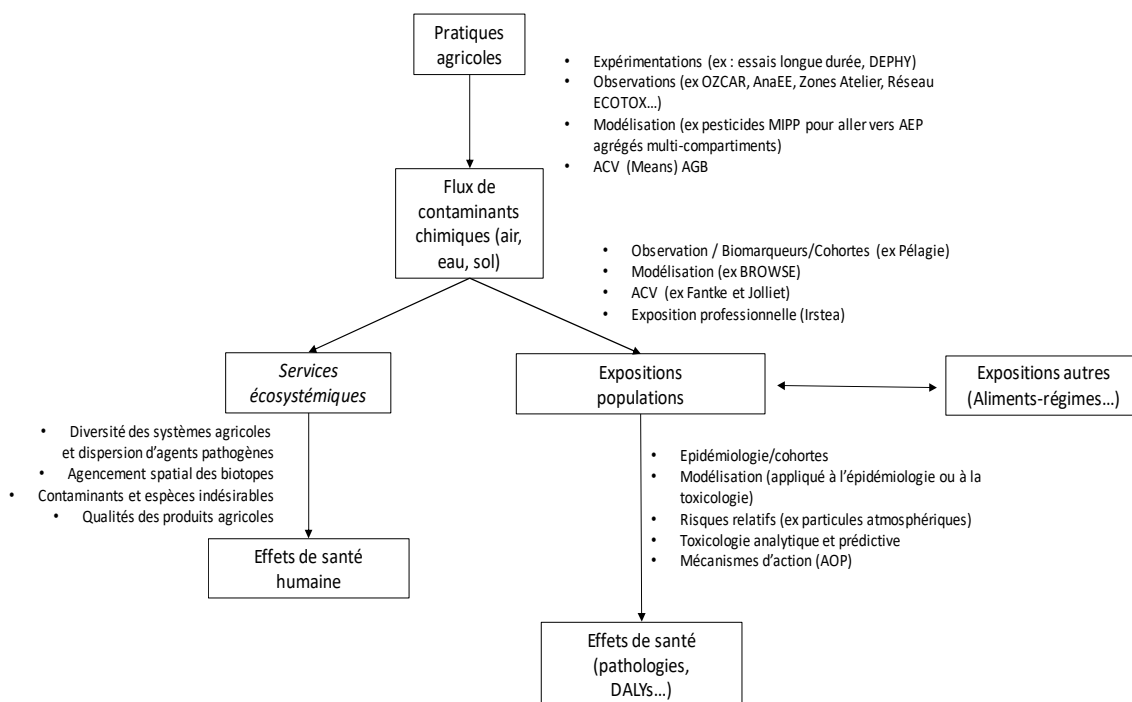 Pratiques
agricoles
• Expérimentations (ex : essais longue durée, DEPHY)
• Observations (ex OZCAR, AnaEE, Zones Atelier, Réseau
ECOTOX…)
• Modélisation (ex pesticides MIPP pour aller vers AEP
agrégés multi-compartiments)
• ACV (Means) AGB
Flux de
contaminants
chimiques (air,
eau, sol)
• Observation / Biomarqueurs/Cohortes (ex Pélagie)
• Modélisation (ex BROWSE)
• ACV (ex Fantke et Jolliet)
• Exposition professionnelle (Irstea)
Services
écosystémiques
Expositions
populations
Expositions autres
(Aliments-régimes…)
• Diversité des systèmes agricoles
et dispersion d’agents pathogènes
• Agencement spatial des biotopes
• Contaminants et espèces indésirables
• Qualités des produits agricoles
• Epidémiologie/cohortes
• Modélisation (appliqué à l’épidémiologie ou à la
toxicologie)
• Risques relatifs (ex particules atmosphériques)
• Toxicologie analytique et prédictive
• Mécanismes d’action (AOP)
Effets de santé
humaine
Effets de santé
(pathologies,
DALYs…)